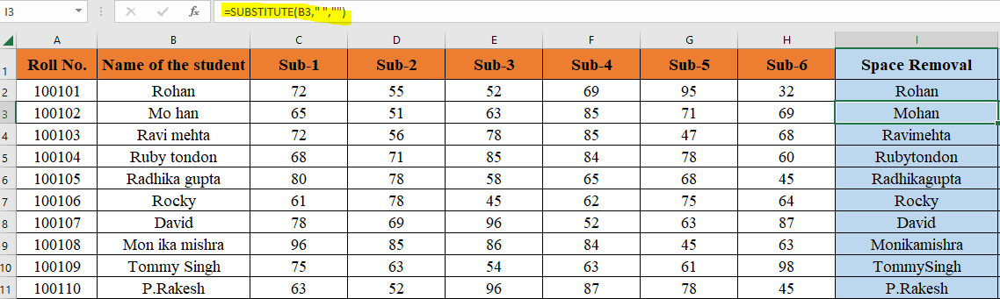 I3 fx =SUBSTITUTE(B3," ","")
A B C D E F G H I
1 Roll No. Name of the student Sub-1 Sub-2 Sub-3 Sub-4 Sub-5 Sub-6 Space Removal
2 100101 Rohan 72 55 52 69 95 32 Rohan
3 100102 Mo han 65 51 63 85 71 69 Mohan
4 100103 Ravi mehta 72 56 78 85 47 68 Ravimehta
5 100104 Ruby tondon 68 71 85 84 78 60 Rubytondon
6 100105 Radhika gupta 80 78 58 65 68 45 Radhikagupta
7 100106 Rocky 61 78 45 62 75 64 Rocky
8 100107 David 78 69 96 52 63 87 David
9 100108 Mon ika mishra 96 85 86 84 45 63 Monikamishra
10 100109 Tommy Singh 75 63 54 63 61 98 TommySingh
11 100110 P.Rakesh 63 52 96 87 78 45 P.Rakesh